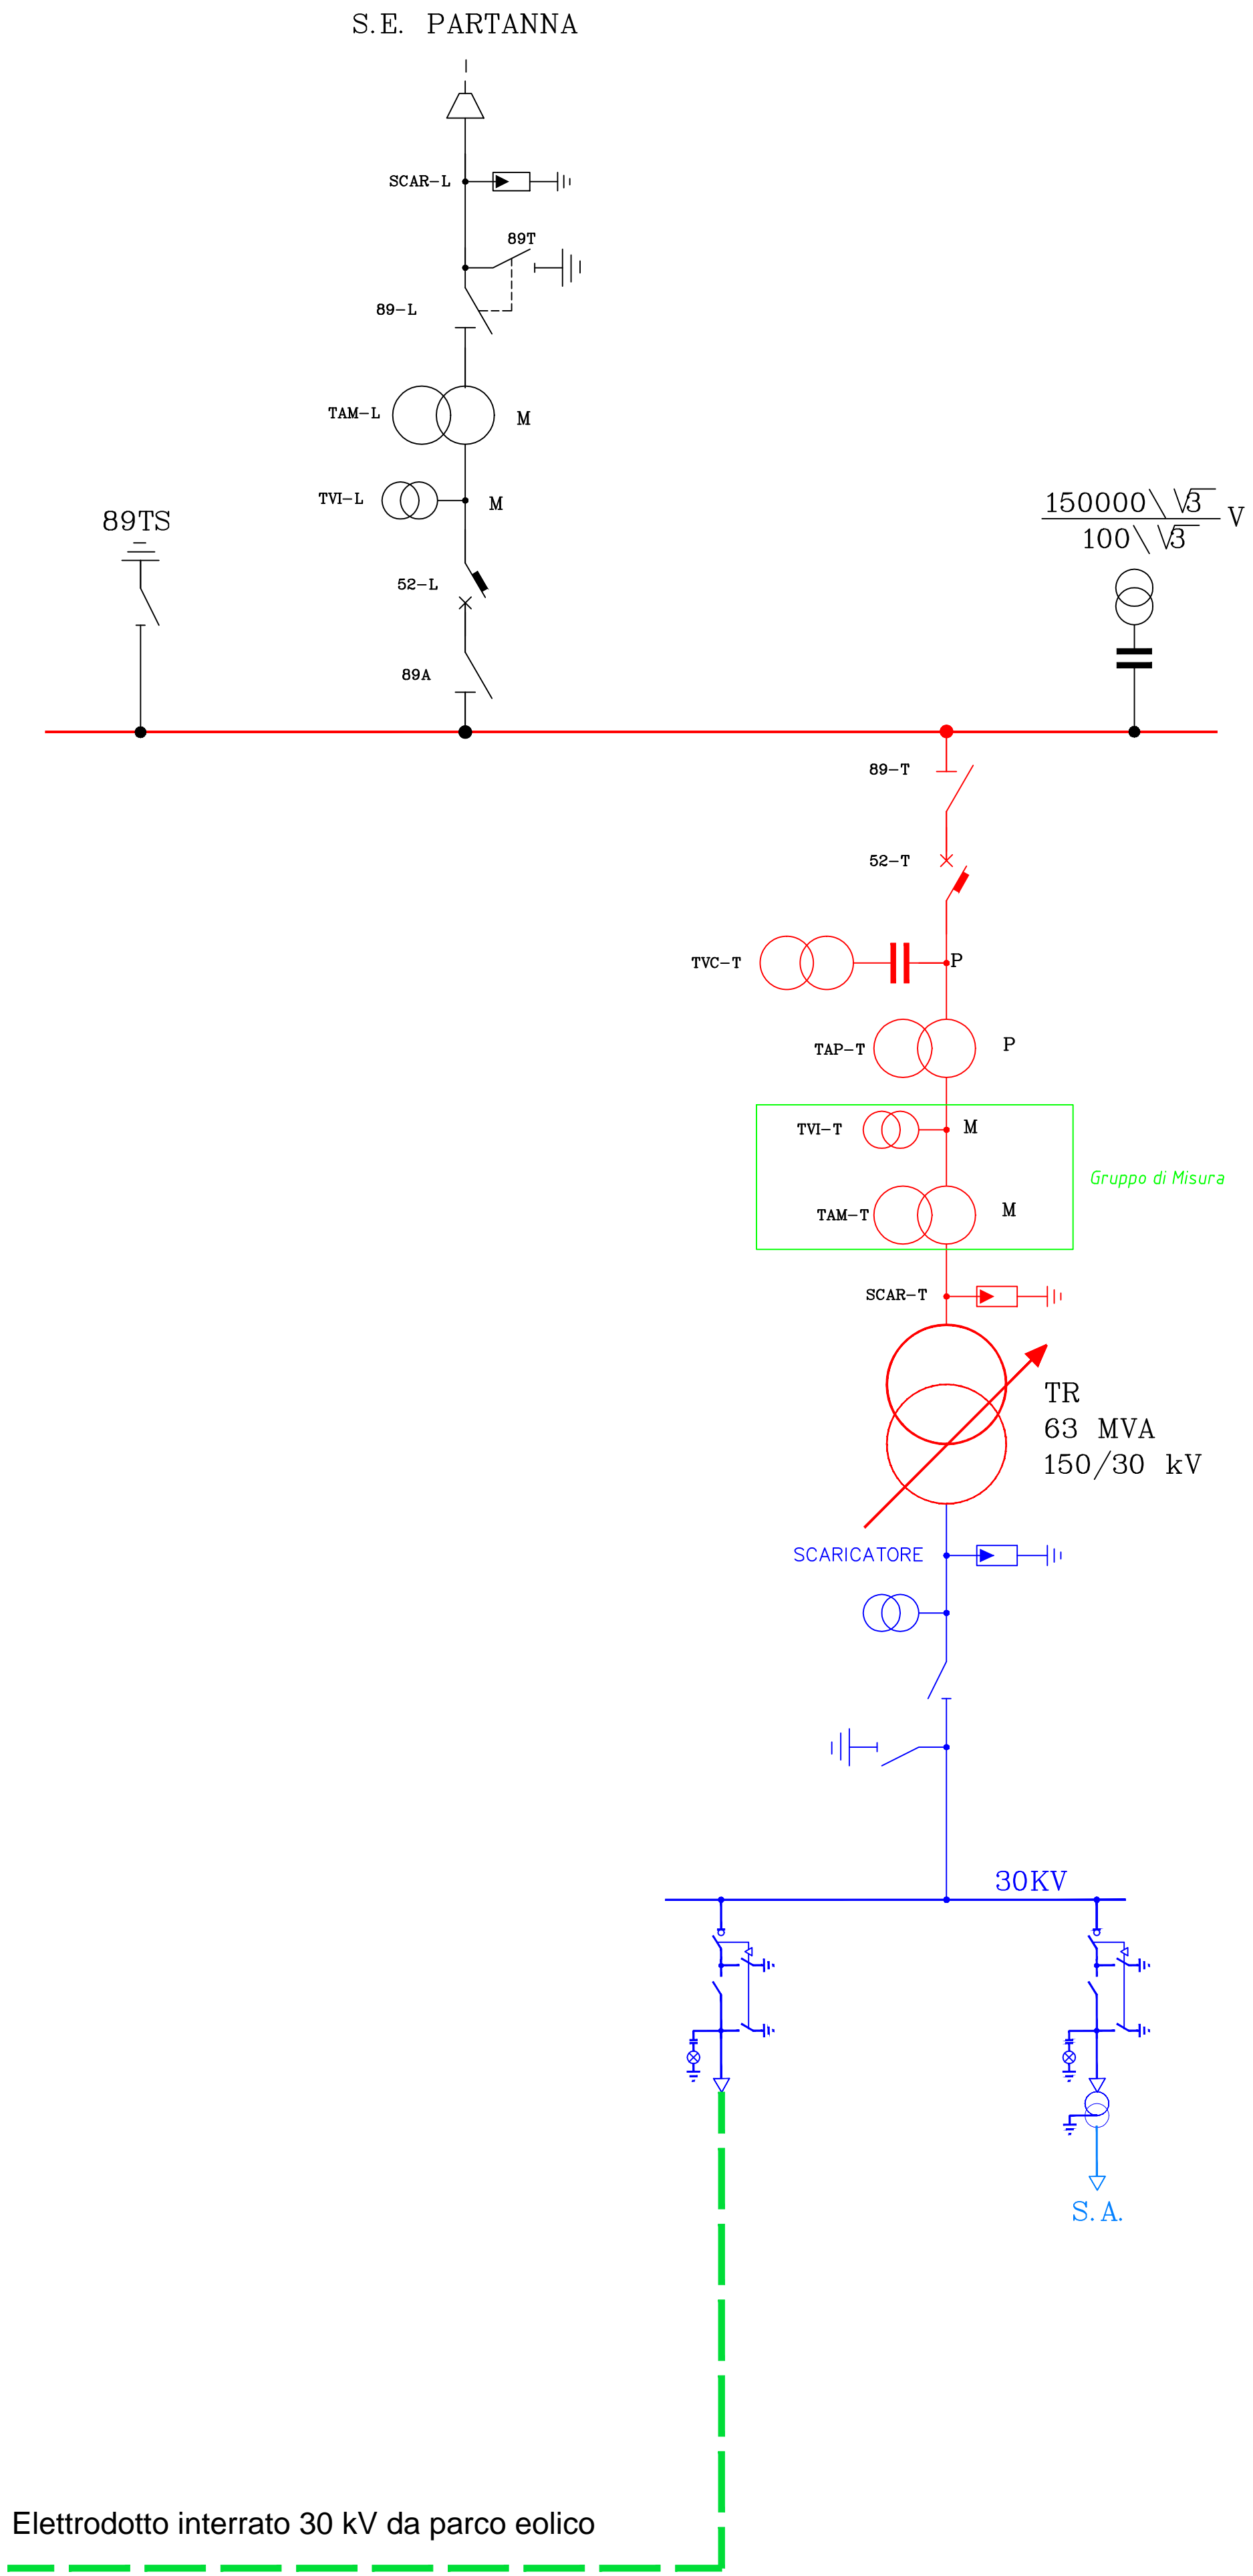 S.E. PARTANNA
SCAR-L
89T
89-L
TAM-L
M
TVI-L
M
89TS
150000\√3
100\√3
V
52-L
89A
89-T
52-T
TVC-T
P
TAP-T
P
TVI-T
M
Gruppo di Misura
TAM-T
M
SCAR-T
TR
63 MVA
150/30 kV
SCARICATORE
30KV
S.A.
Elettrodotto interrato 30 kV da parco eolico